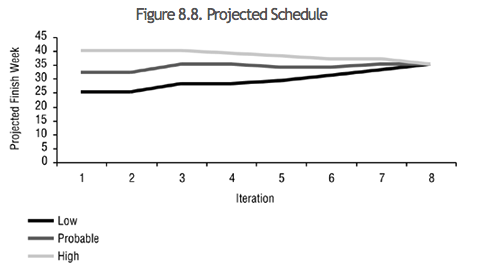 Figure 8.8. Projected Schedule
Projected Finish Week
45
40
35
30
25
20
15
10
5
0
1 2 3 4 5 6 7 8
Iteration
Low
Probable
High